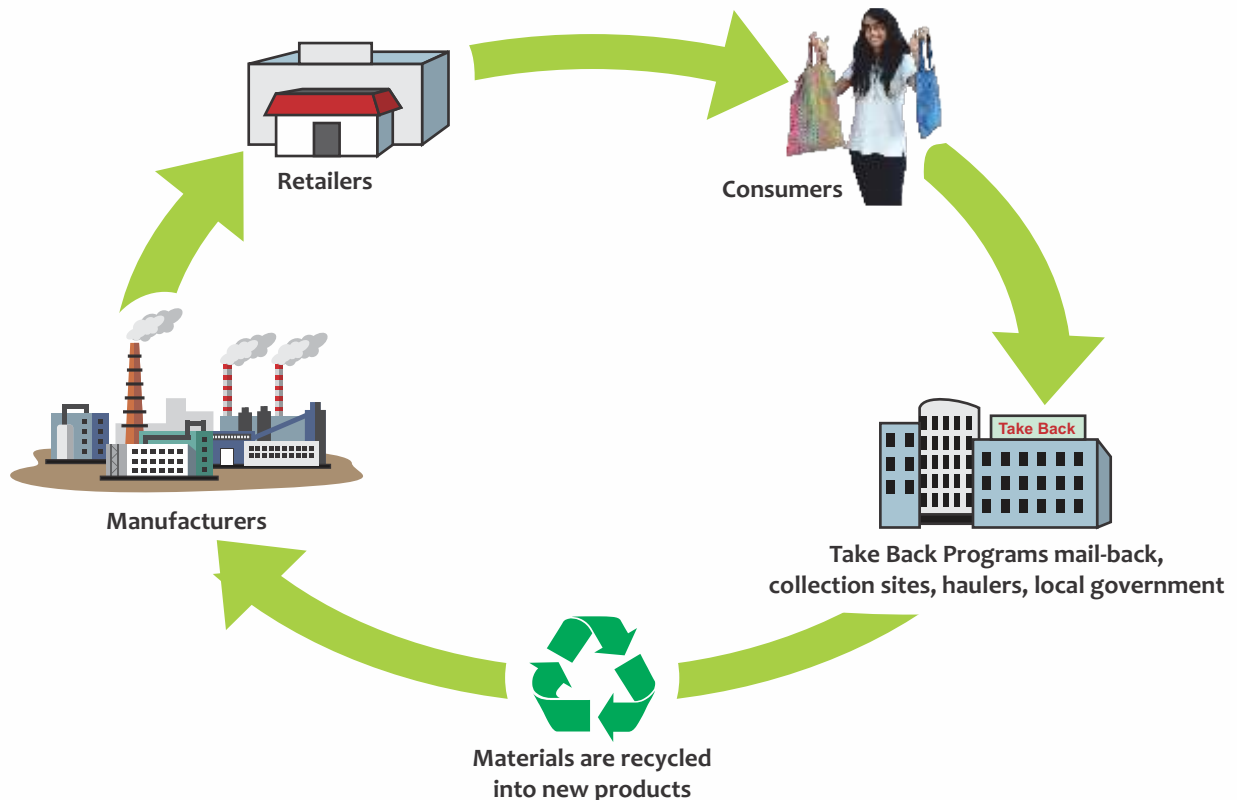 Retailers
Consumers
Take Back
Manufacturers
Take Back Programs mail-back,
collection sites, haulers, local government
Materials are recycled
into new products